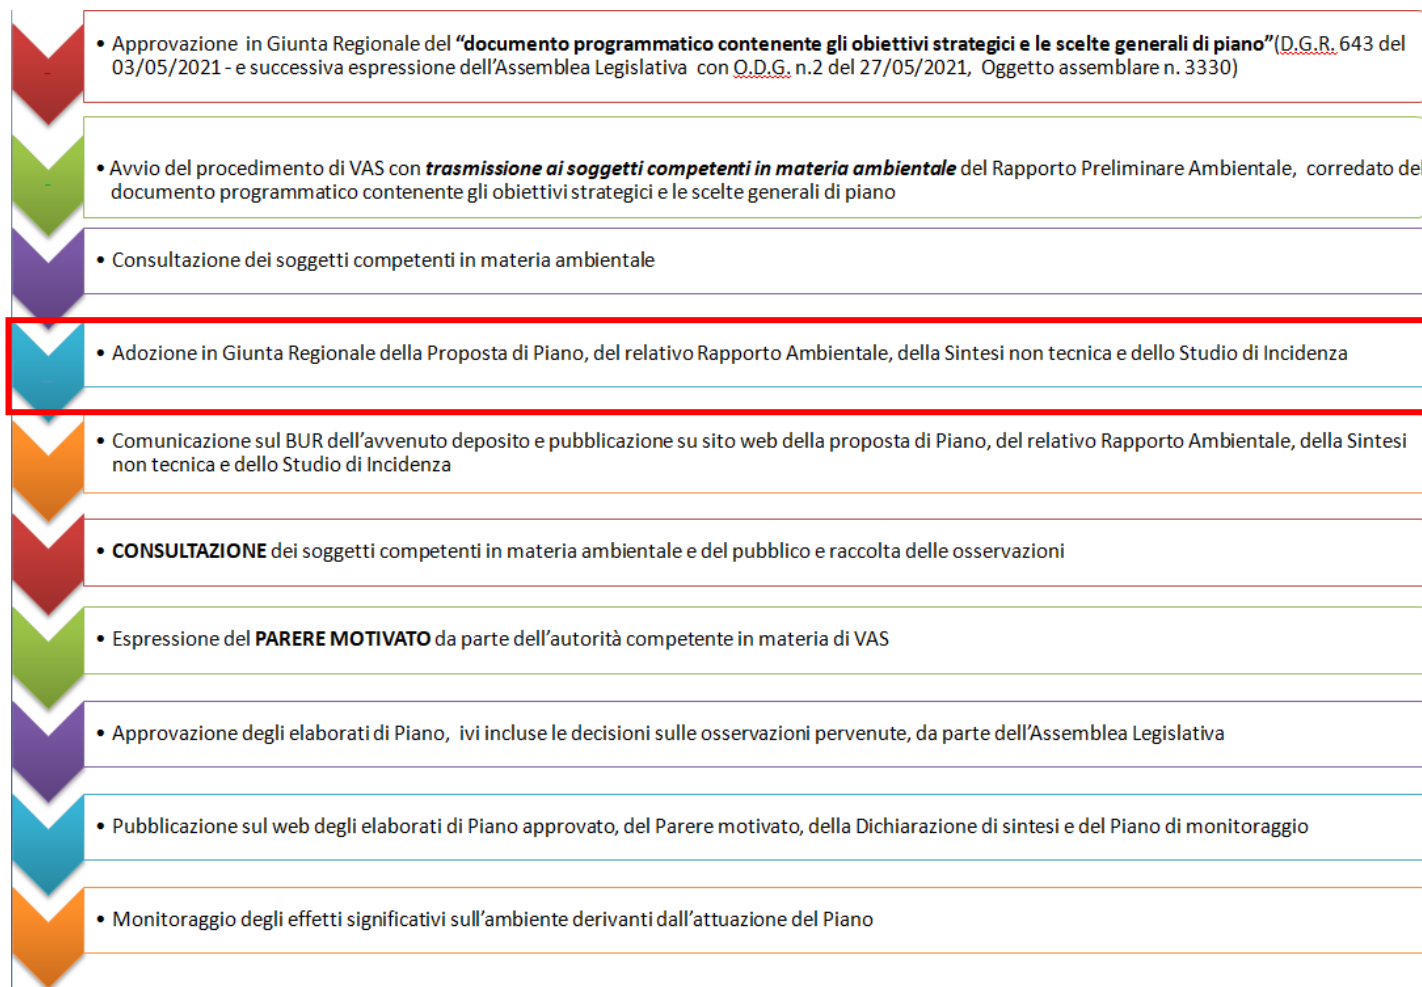 • Approvazione in Giunta Regionale del “documento programmatico contenente gli obiettivi strategici e le scelte generali di piano”(D.G.R. 643 del
03/05/2021 - e successiva espressione dell’Assemblea Legislativa con O.D.G. n.2 del 27/05/2021, Oggetto assemblare n. 3330)
• Avvio del procedimento di VAS con trasmissione ai soggetti competenti in materia ambientale del Rapporto Preliminare Ambientale, corredato del
documento programmatico contenente gli obiettivi strategici e le scelte generali di piano
• Consultazione dei soggetti competenti in materia ambientale
• Adozione in Giunta Regionale della Proposta di Piano, del relativo Rapporto Ambientale, della Sintesi non tecnica e dello Studio di Incidenza
• Comunicazione sul BUR dell’avvenuto deposito e pubblicazione su sito web della proposta di Piano, del relativo Rapporto Ambientale, della Sintesi
non tecnica e dello Studio di Incidenza
• CONSULTAZIONE dei soggetti competenti in materia ambientale e del pubblico e raccolta delle osservazioni
• Espressione del PARERE MOTIVATO da parte dell’autorità competente in materia di VAS
• Approvazione degli elaborati di Piano, ivi incluse le decisioni sulle osservazioni pervenute, da parte dell’Assemblea Legislativa
• Pubblicazione sul web degli elaborati di Piano approvato, del Parere motivato, della Dichiarazione di sintesi e del Piano di monitoraggio
• Monitoraggio degli effetti significativi sull’ambiente derivanti dall’attuazione del Piano